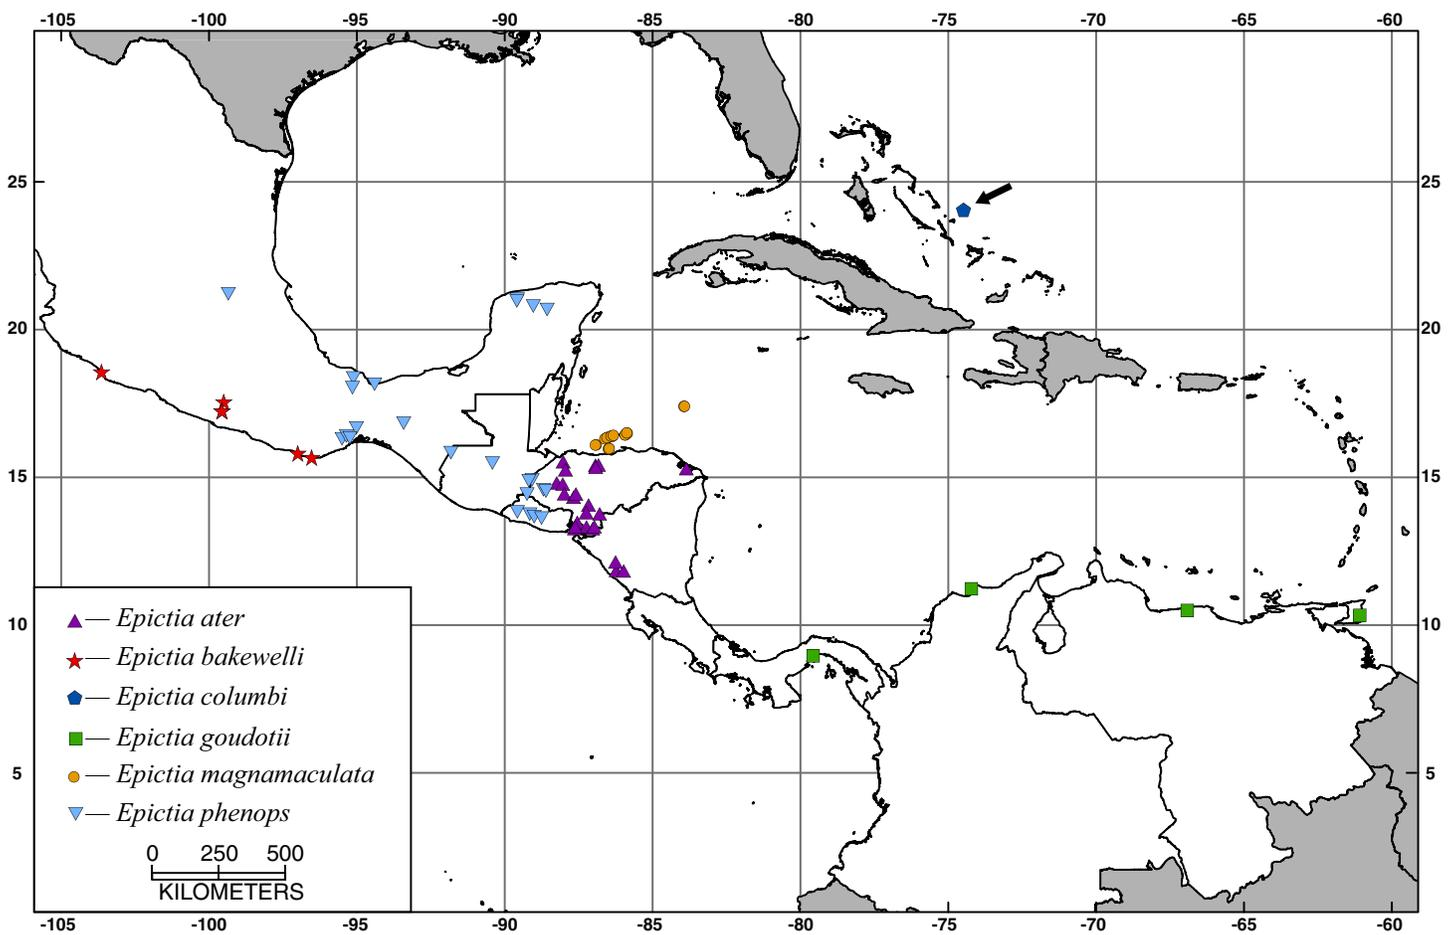 -105 -100 -95 -90 -85 -80 -75 -70 -65 -60
25 25
20 20
15 15
10 10
5 5
Epictia ater
Epictia bakewelli
Epictia columbi
Epictia goudotii
Epictia magnamaculata
Epictia phenops
0 250 500
KILOMETERS
-105 -100 -95 -90 -85 -80 -75 -70 -65 -60